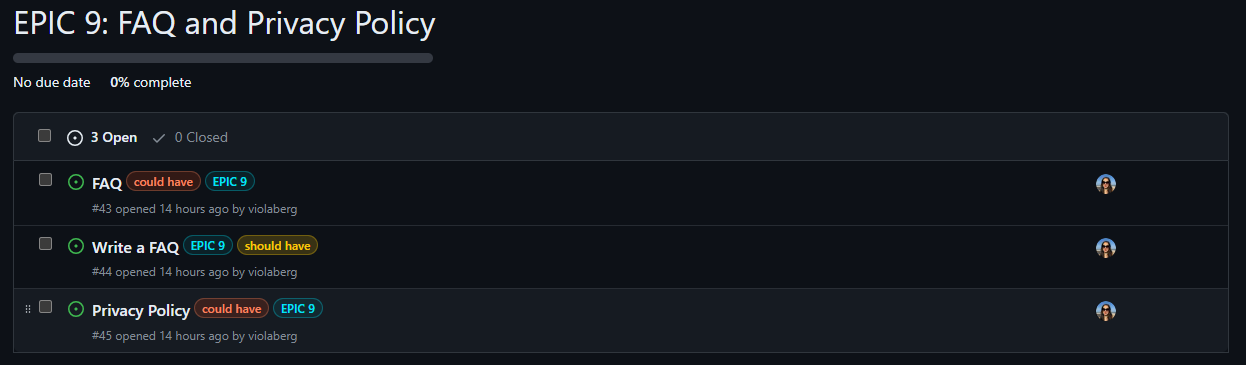 EPIC 9: FAQ and Privacy Policy
No due date 0% complete
3 Open 0 Closed
FAQ could have EPIC 9
#43 opened 14 hours ago by violaberg
Write a FAQ EPIC 9 should have
#44 opened 14 hours ago by violaberg
Privacy Policy could have EPIC 9
#45 opened 14 hours ago by violaberg